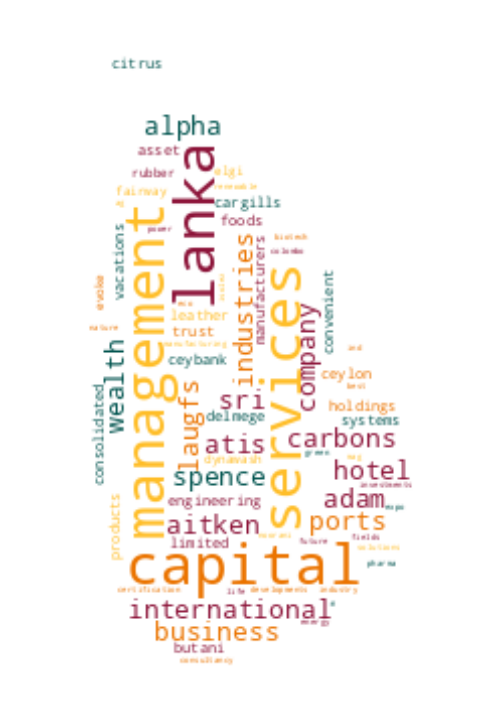 citrus
alpha
asset
lanka
rubber
elgi
renewable
fairway
cargills
foods
power
management
vacations
industries
manufacturers
biotech
colombo
services
evoke
convenient
eco
leather
nature
trust
manufacturing
company
wealth
ceybank
ind
ceylon
best
consolidated
laugfs
sri
holdings
delmege
systems
atis
carbons
green
dynawash
hotel
spence
investments
products
engineering
adam
expo
aitken
ports
limited
future
fields
solutions
capital
pharma
certification
life
developments
industry
international
energy
business
butani
consultancy